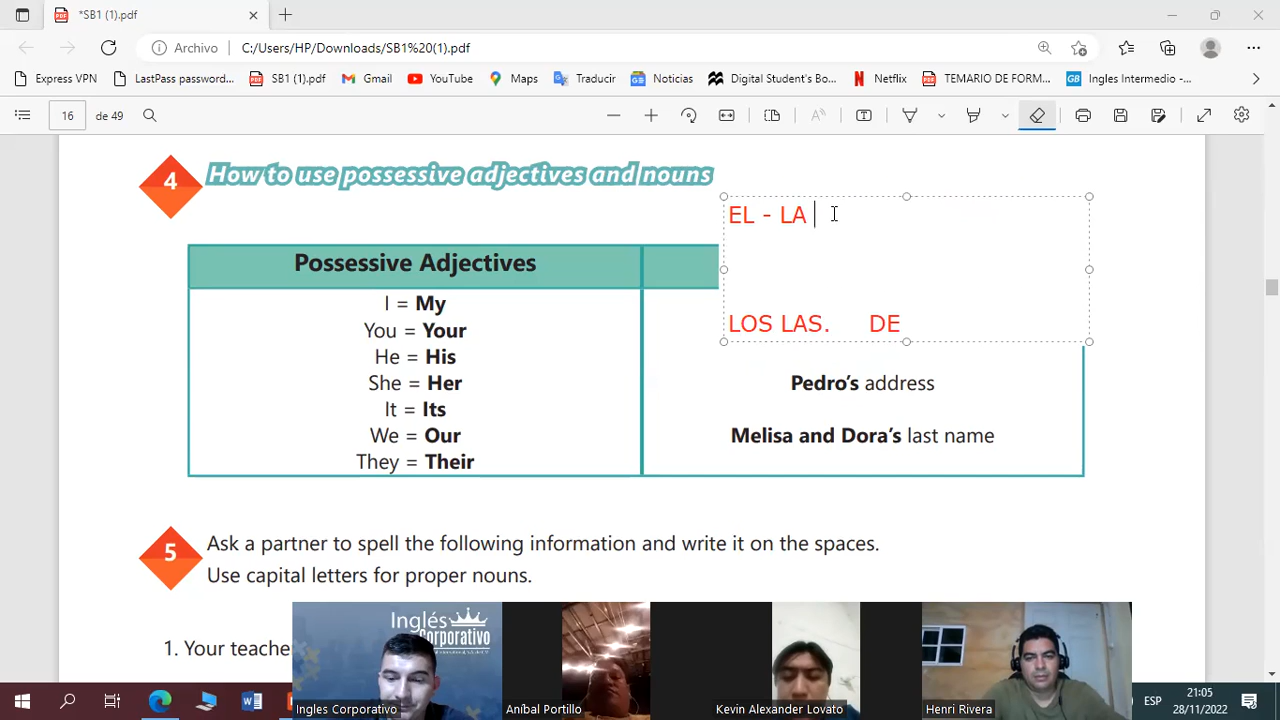 *SB1 (1).pdf
Archivo C:/Users/HP/Downloads/SB1%20(1).pdf
Express VPN LastPass password... SB1 (1).pdf Gmail YouTube Maps Traducir Noticias Digital Student's Bo... Netflix TEMARIO DE FORM... Ingles Intermedio -...
16 de 49
4 How to use possessive adjectives and nouns
EL - LA
LOS LAS. DE
Possessive Adjectives
I = My
You = Your
He = His
She = Her
It = Its
We = Our
They = Their
Pedro's address
Melisa and Dora's last name
5 Ask a partner to spell the following information and write it on the spaces.
Use capital letters for proper nouns.
1. Your teache
Inglés
Corporativo
Ingles Corporativo Aníbal Portillo Kevin Alexander Lovato Henri Rivera
ESP 21:05
28/11/2022